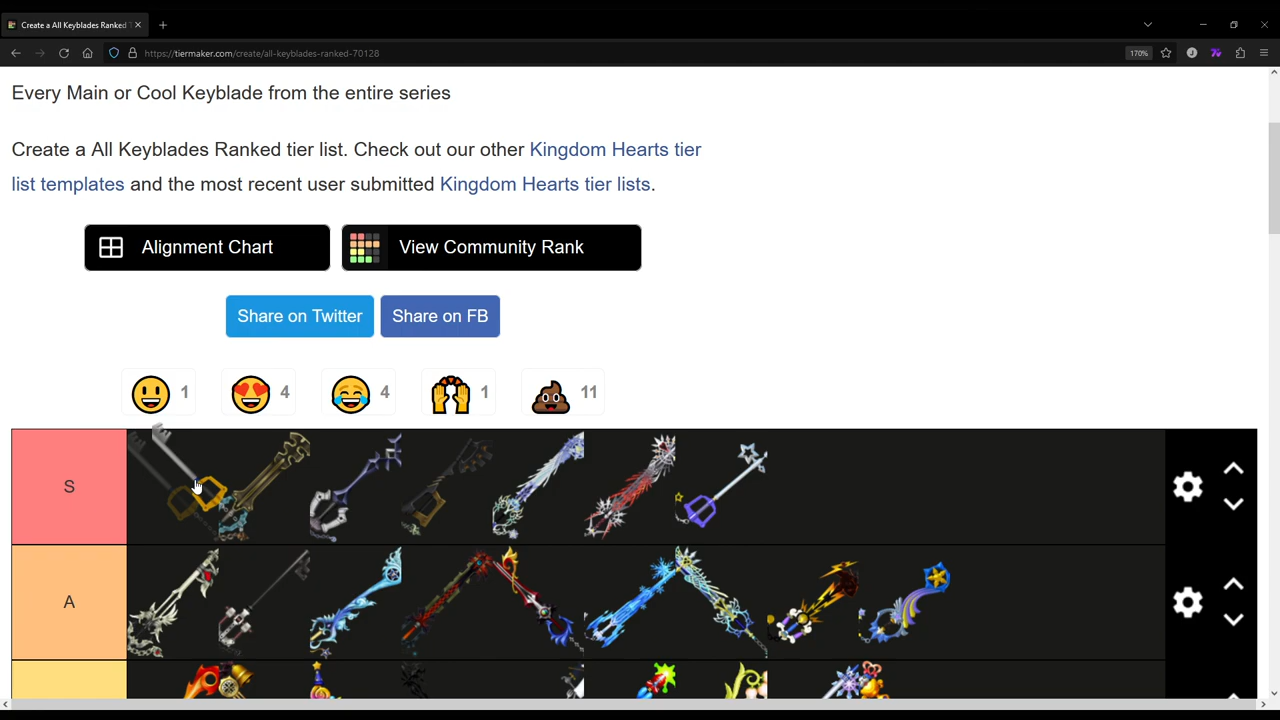 Create a All Keyblades Ranked
https://tiermaker.com/create/all-keyblades-ranked-70128
170%
Every Main or Cool Keyblade from the entire series
Create a All Keyblades Ranked tier list. Check out our other Kingdom Hearts tier
list templates and the most recent user submitted Kingdom Hearts tier lists.
Alignment Chart
View Community Rank
Share on Twitter
Share on FB
1
4
4
1
11
S
A